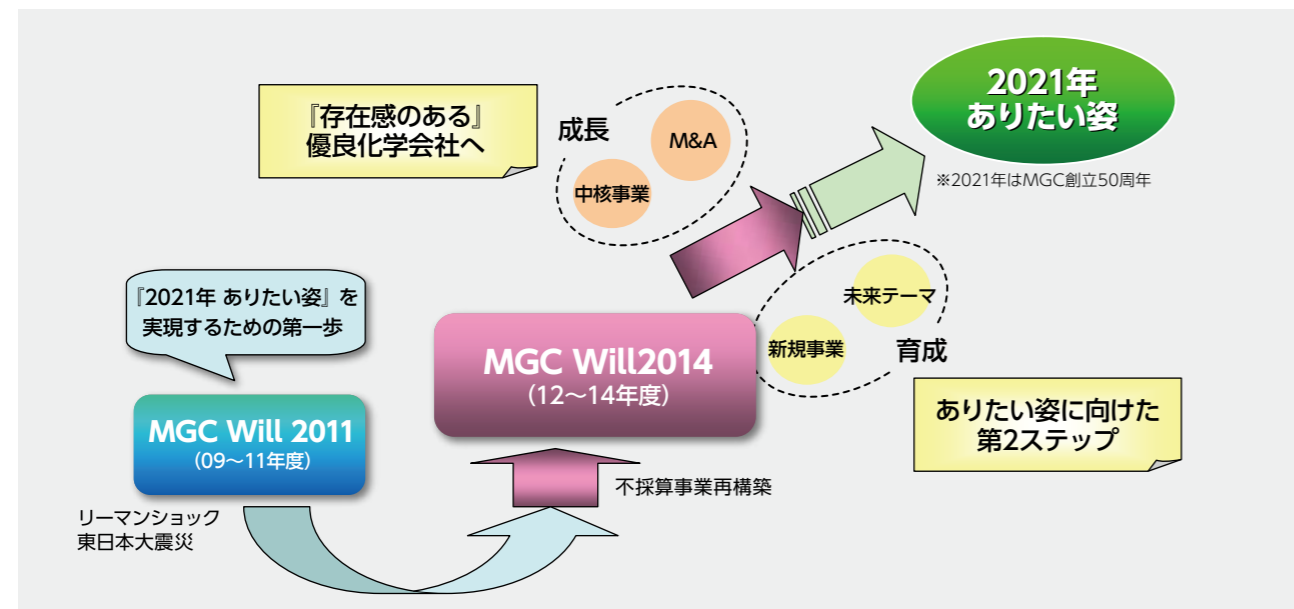 『存在感のある』
優良化学会社へ
成長
M&A
中核事業
2021年
ありたい姿
※2021年はMGC創立50周年
『2021年 ありたい姿』を
実現するための第一歩
MGC Will 2011
(09〜11年度)
リーマンショック
東日本大震災
MGC Will2014
(12〜14年度)
不採算事業再構築
未来テーマ
新規事業
育成
ありたい姿に向けた
第2ステップ